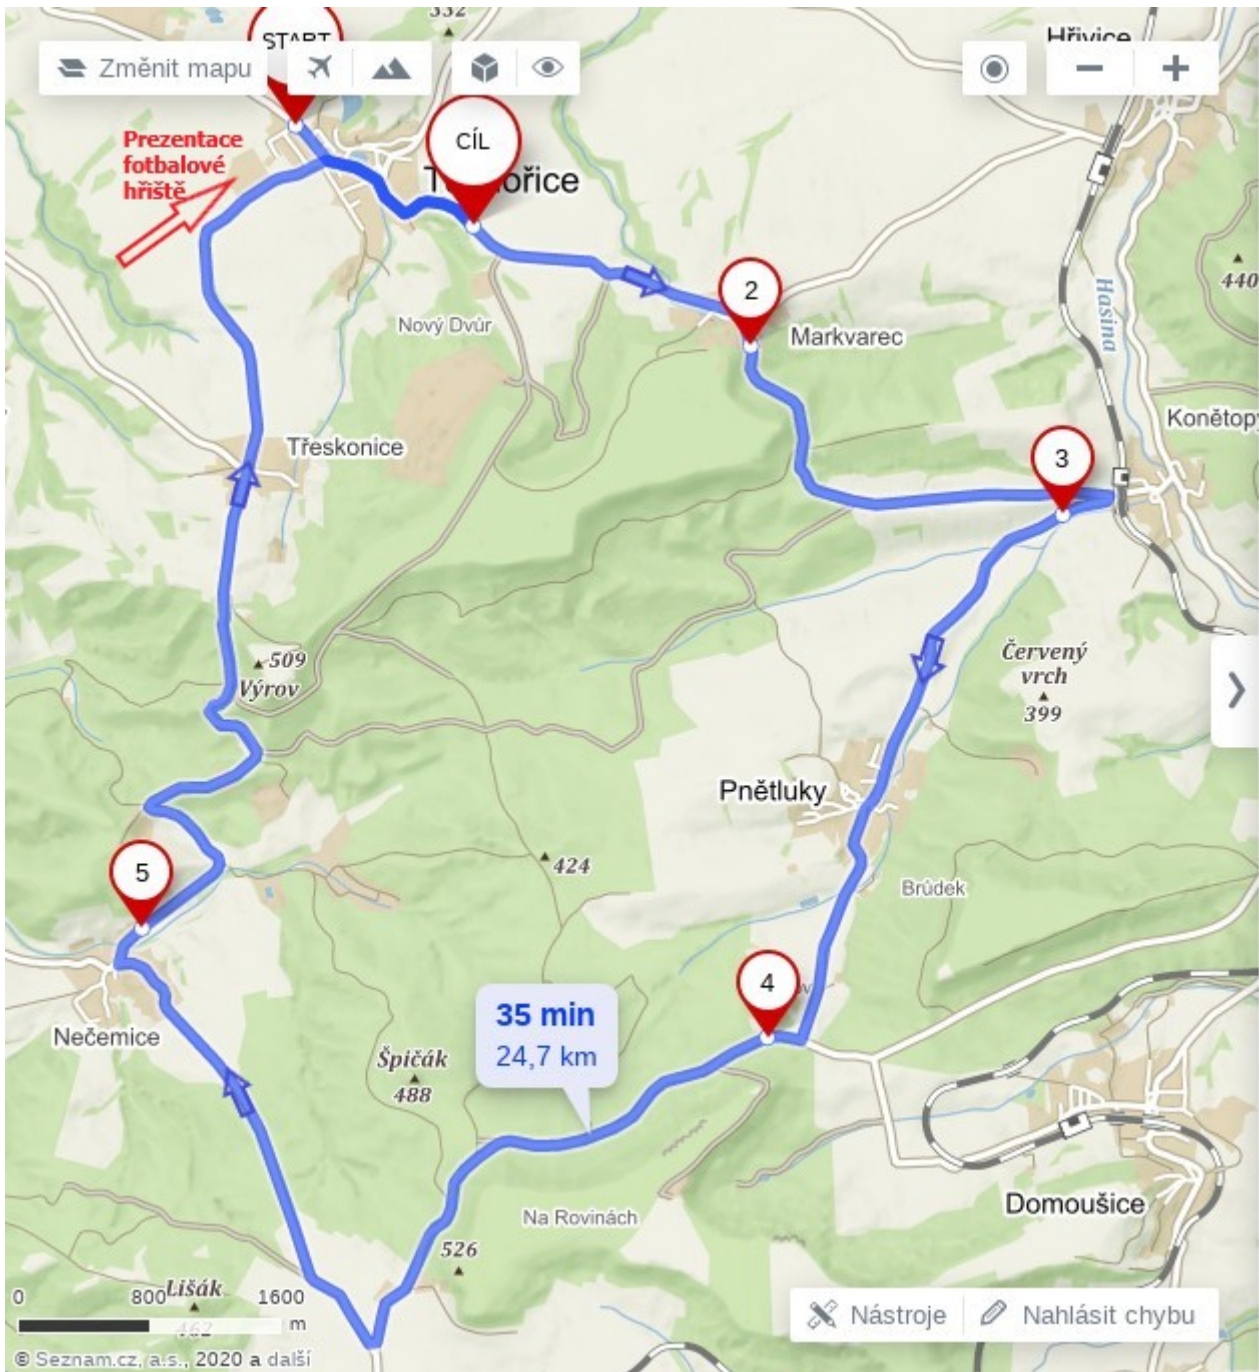 332
START
Hřivice
Změnit mapu
CÍL
Prezentace
fotbalové
hřiště
2
Nový Dvůr
Markvarec
Hasina
440
Konětopy
Třeskonice
3
509
Výrov
Červený
vrch
399
Pnětluky
424
5
Brůdek
4
35 min
24,7 km
Nečemice
Špičák
488
Domoušice
Na Rovinách
526
Lišák
462
0 800 1600
m
Nástroje
Nahlásit chybu
© Seznam.cz, a.s., 2020 a další